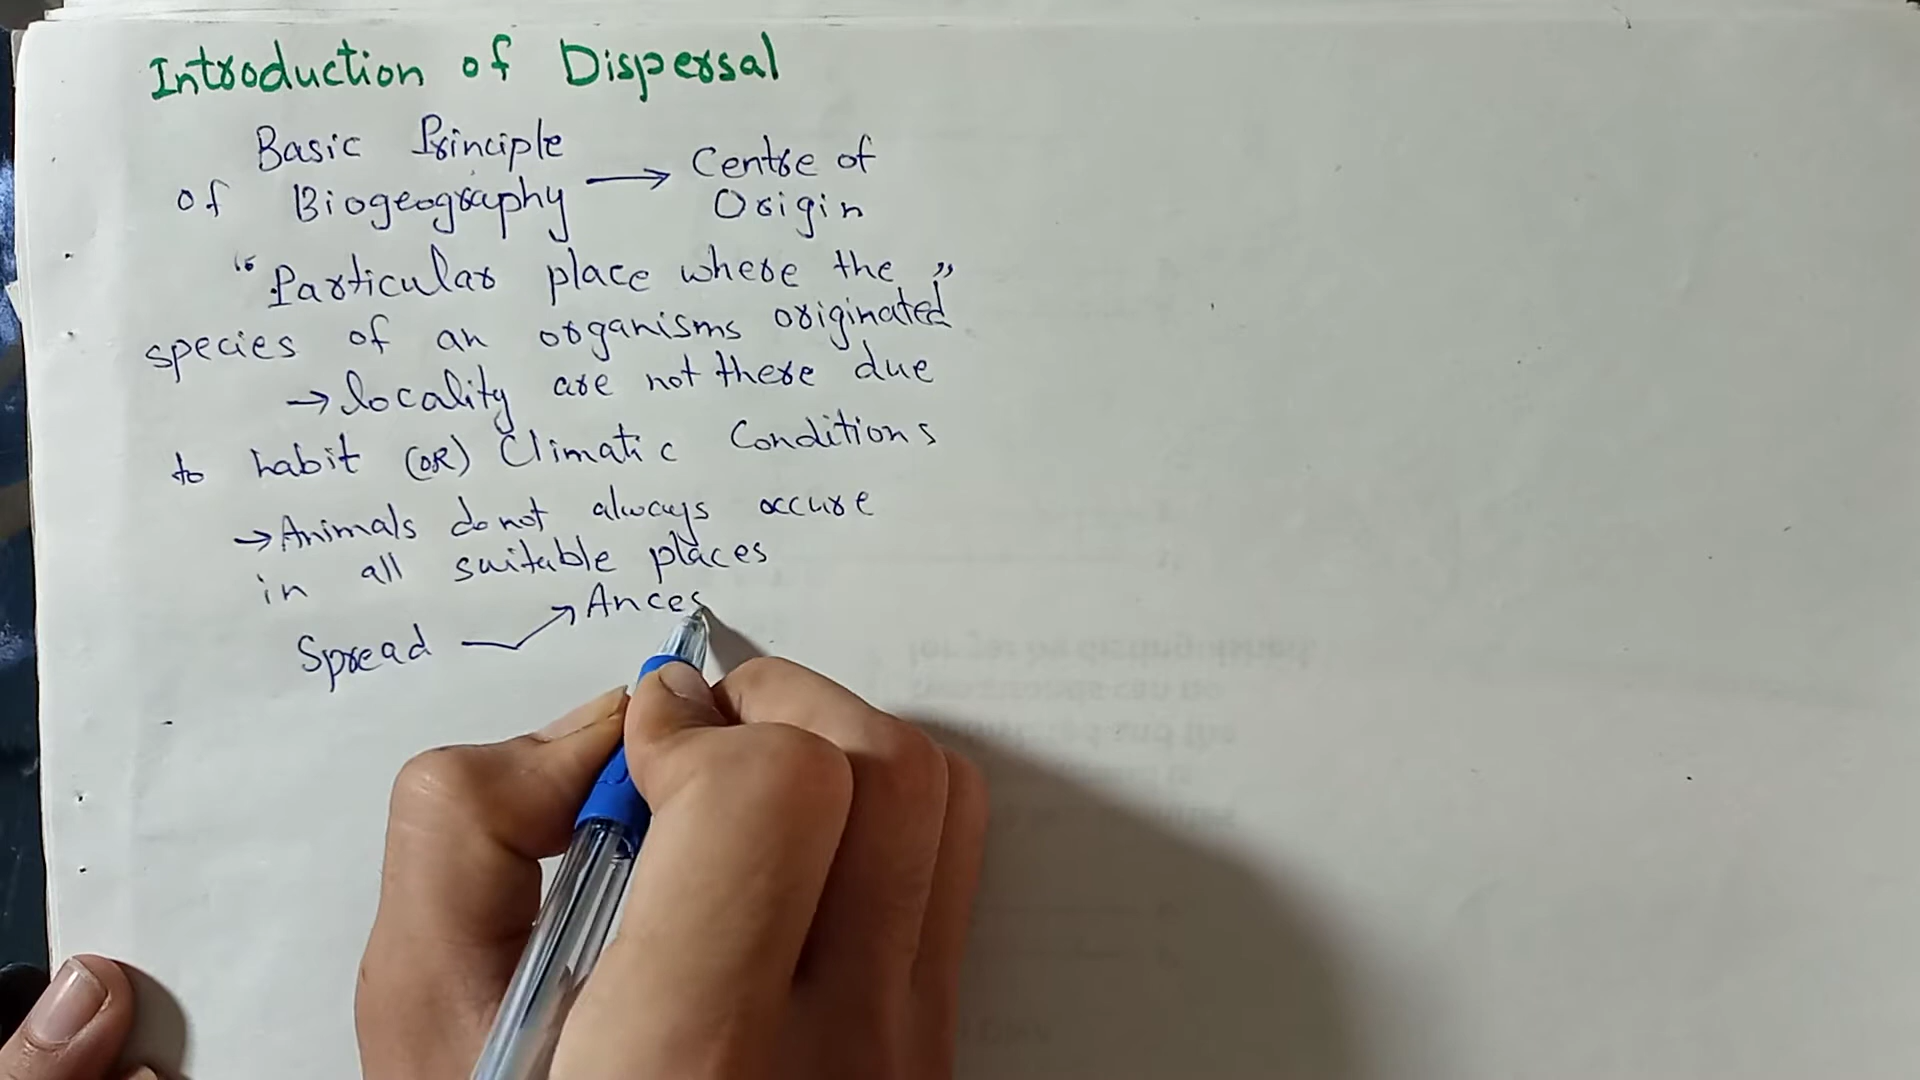 Introduction of Dispersal
Basic Principle
of Biogeography → Centre of
Origin
"Particular place where the "
species of an organisms originated
→ locality are not there due
to habit (OR) Climatic Conditions
→ Animals do not always occure
in all suitable places
Spread → Ances